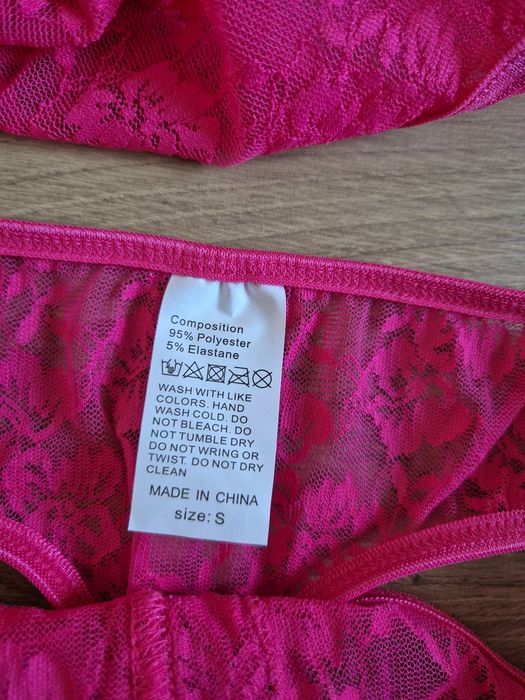 Composition
95% Polyester
5% Elastane
WASH WITH LIKE
COLORS. HAND
WASH COLD. DO
NOT BLEACH. DO
NOT TUMBLE DRY
DO NOT WRING OR
TWIST. DO NOT DRY
CLEAN
MADE IN CHINA
size: S